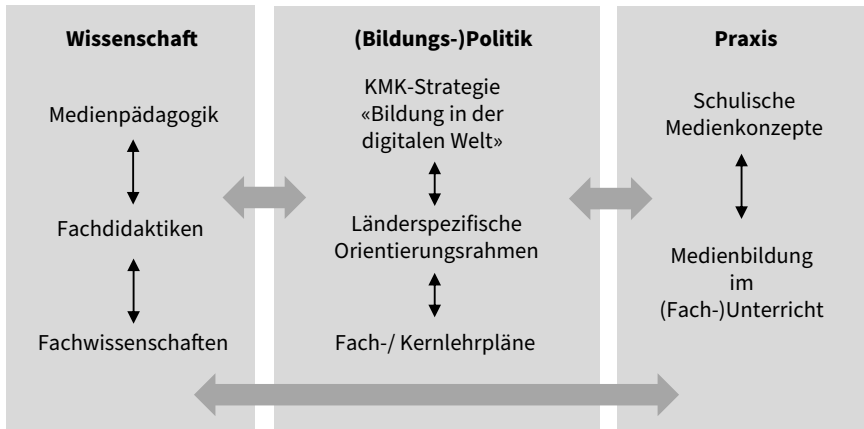 Wissenschaft
Medienpädagogik
Fachdidaktiken
Fachwissenschaften
(Bildungs-)Politik
KMK-Strategie
«Bildung in der
digitalen Welt»
Länderspezifische
Orientierungsrahmen
Fach-/ Kernlehrpläne
Praxis
Schulische
Medienkonzepte
Medienbildung
im
(Fach-)Unterricht